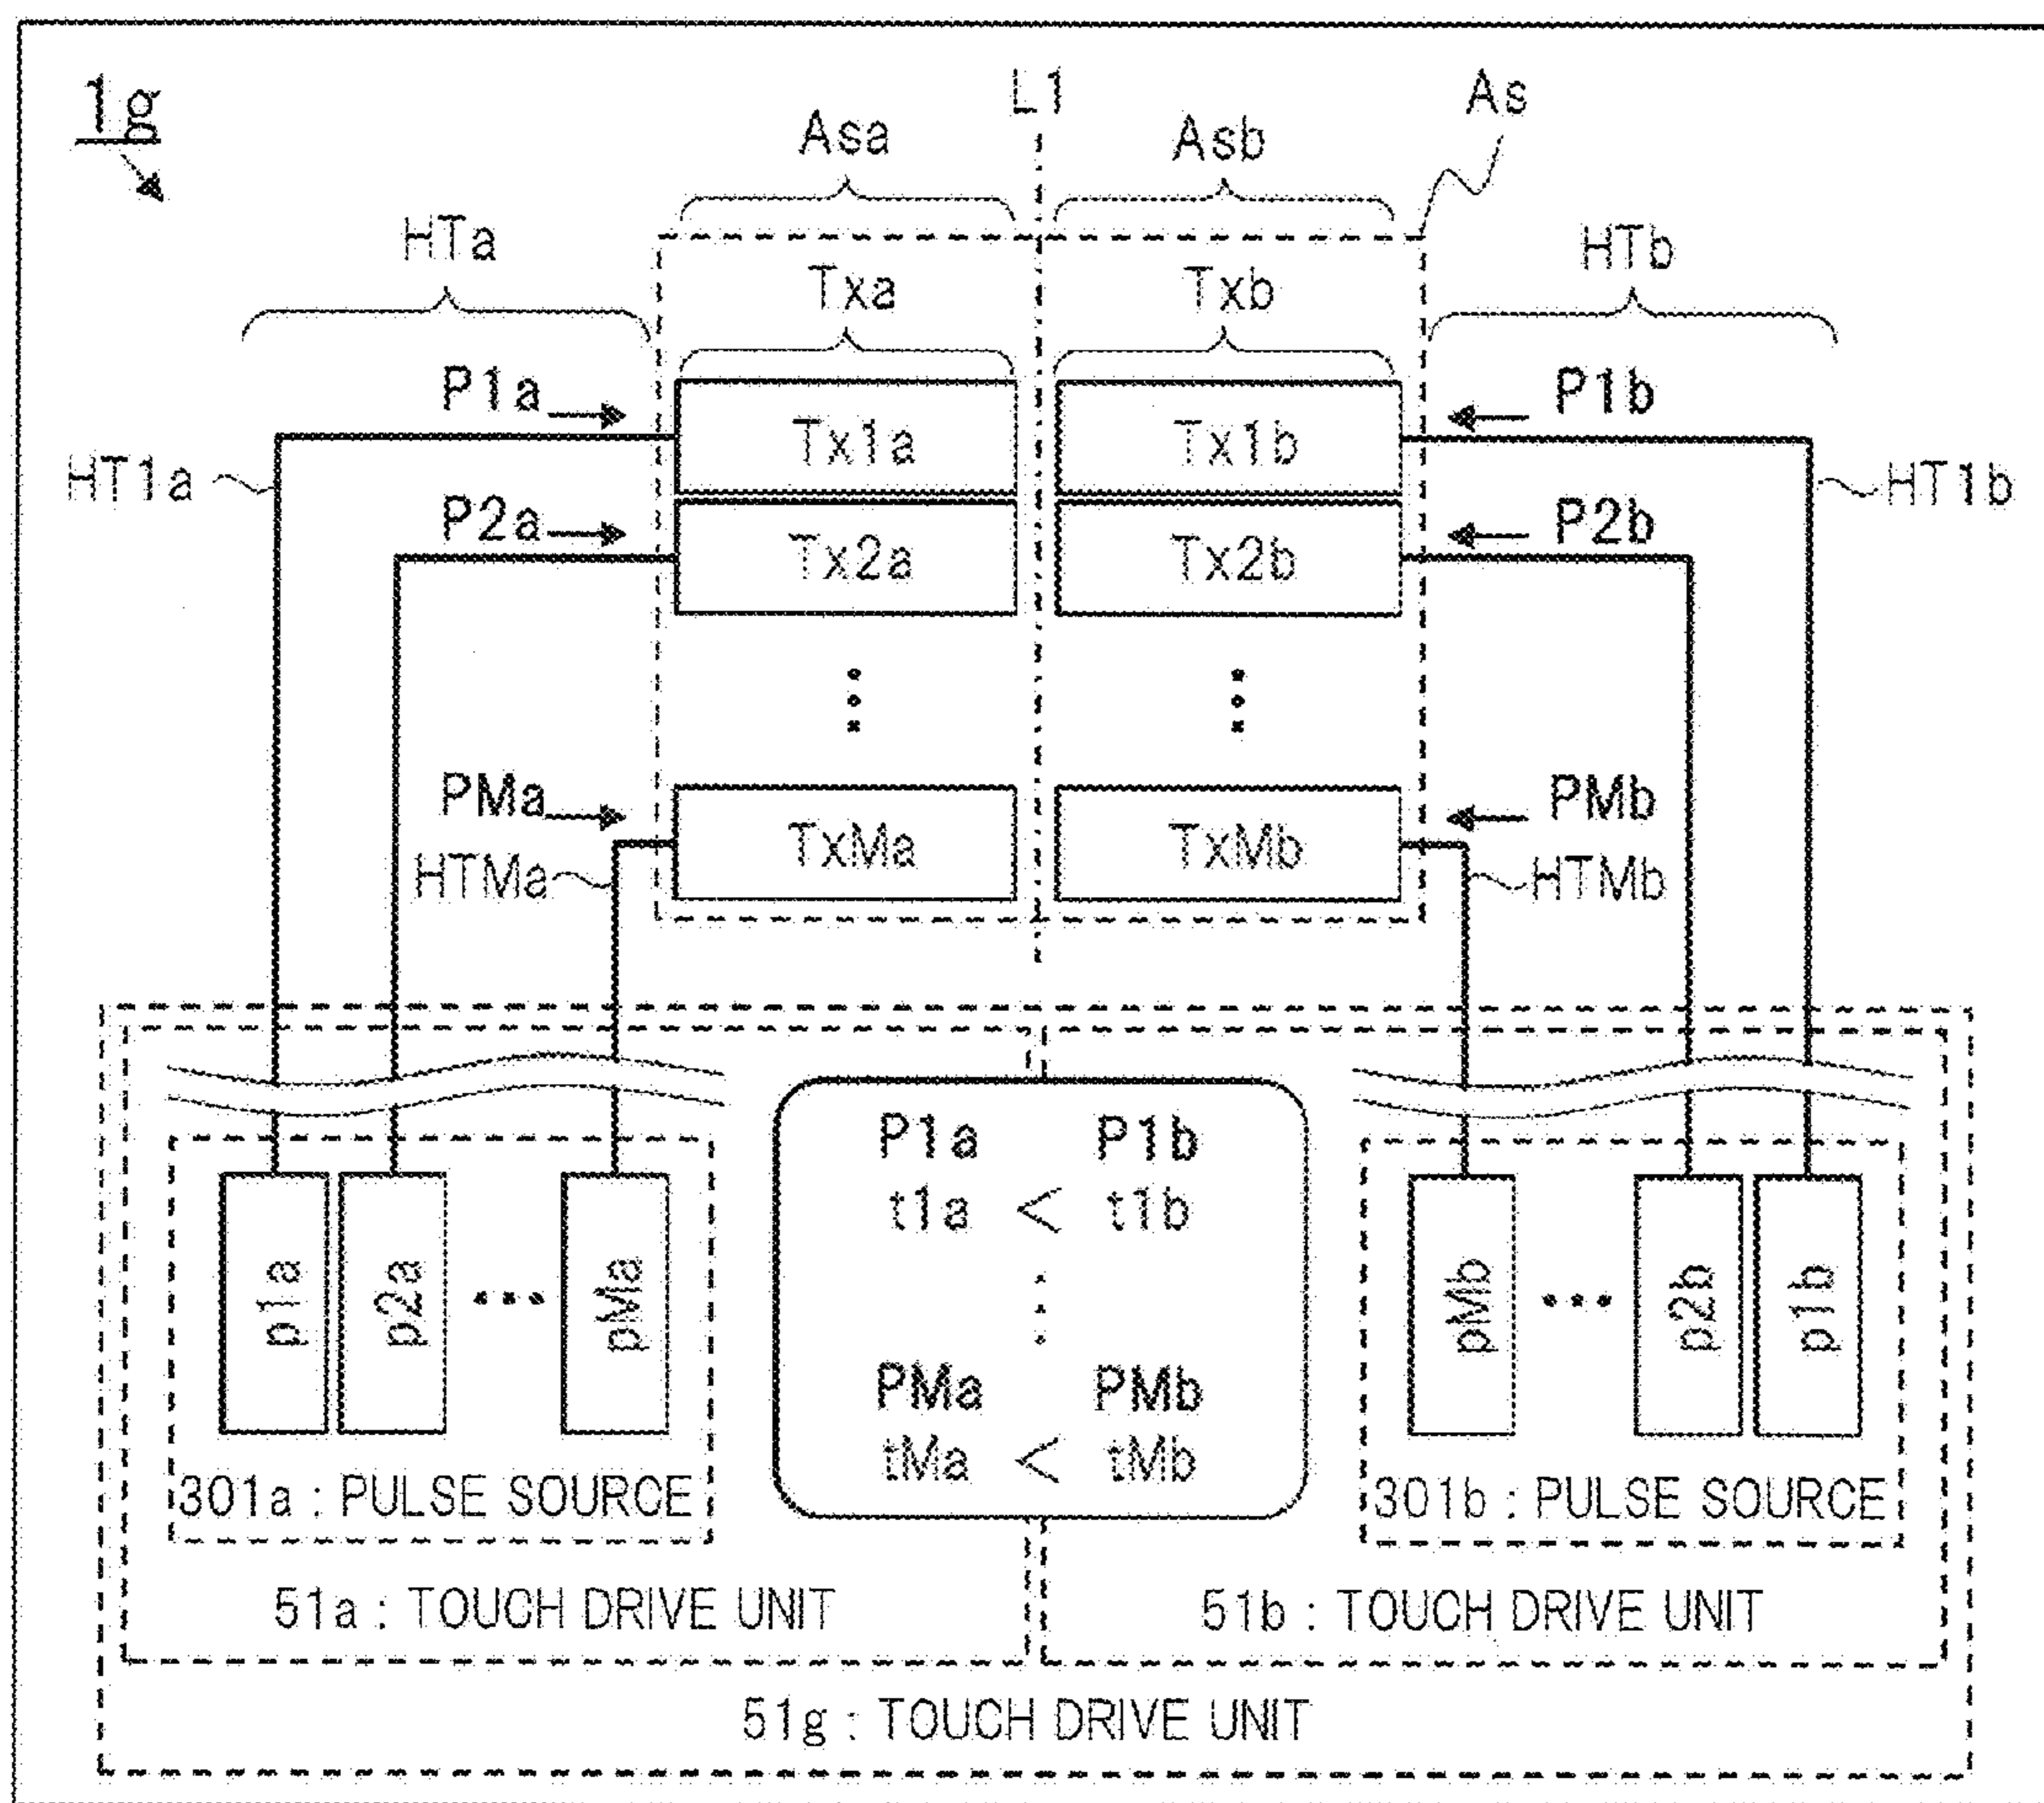 1g
L1
As
Asa
Asb
HTa
HTb
Txa
Txb
P1a
P1b
Tx1a
Tx1b
HT1a
HT1b
P2a
P2b
Tx2a
Tx2b
PMa
PMb
TxMa
TxMb
HTMa
HTMb
P1a P1b
t1a < t1b
PMa PMb
tMa < tMb
p1a
p2a
pMa
pMb
p2b
p1b
301a : PULSE SOURCE
301b : PULSE SOURCE
51a : TOUCH DRIVE UNIT
51b : TOUCH DRIVE UNIT
51g : TOUCH DRIVE UNIT